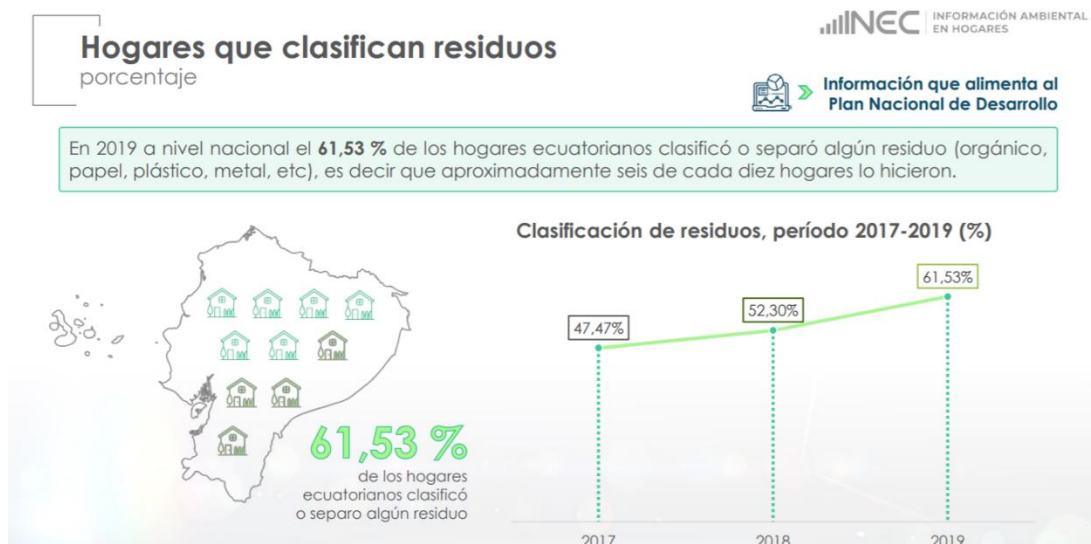 Hogares que clasifican residuos
porcentaje
INEC
INFORMACIÓN AMBIENTAL
EN HOGARES
Información que alimenta al
Plan Nacional de Desarrollo
En 2019 a nivel nacional el 61,53 % de los hogares ecuatorianos clasificó o separó algún residuo (orgánico,
papel, plástico, metal, etc), es decir que aproximadamente seis de cada diez hogares lo hicieron.
Clasificación de residuos, período 2017-2019 (%)
61,53%
52,30%
47,47%
61,53 %
de los hogares
ecuatorianos clasificó
o separo algún residuo
2017
2018
2019